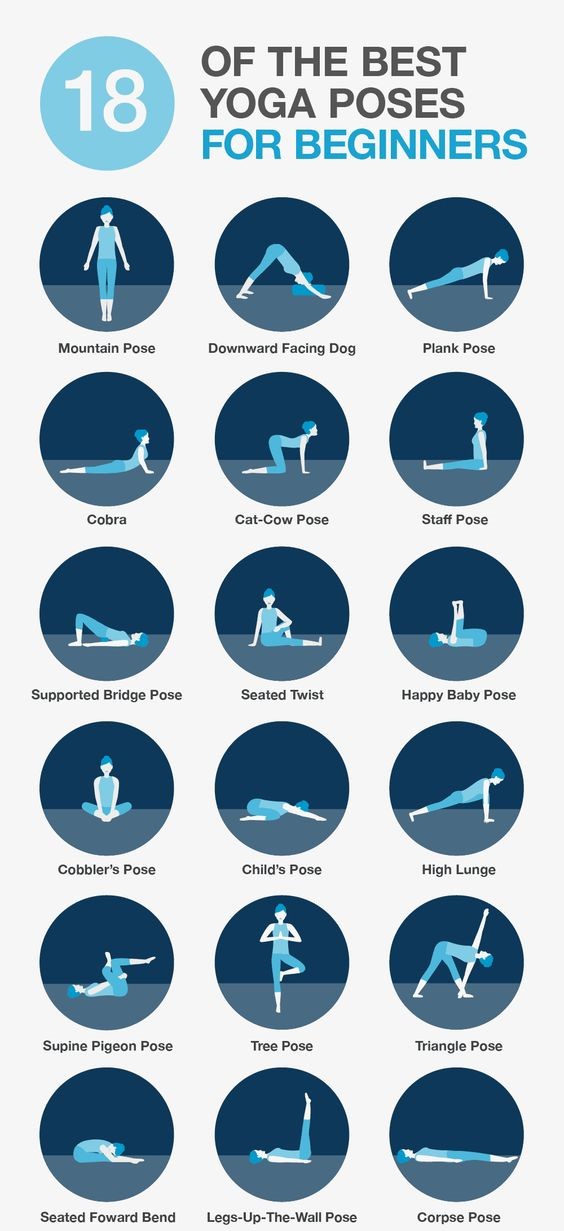 18
OF THE BEST
YOGA POSES
FOR BEGINNERS
Mountain Pose
Downward Facing Dog
Plank Pose
Cobra
Cat-Cow Pose
Staff Pose
Supported Bridge Pose
Seated Twist
Happy Baby Pose
Cobbler's Pose
Child's Pose
High Lunge
Supine Pigeon Pose
Tree Pose
Triangle Pose
Seated Foward Bend
Legs-Up-The-Wall Pose
Corpse Pose